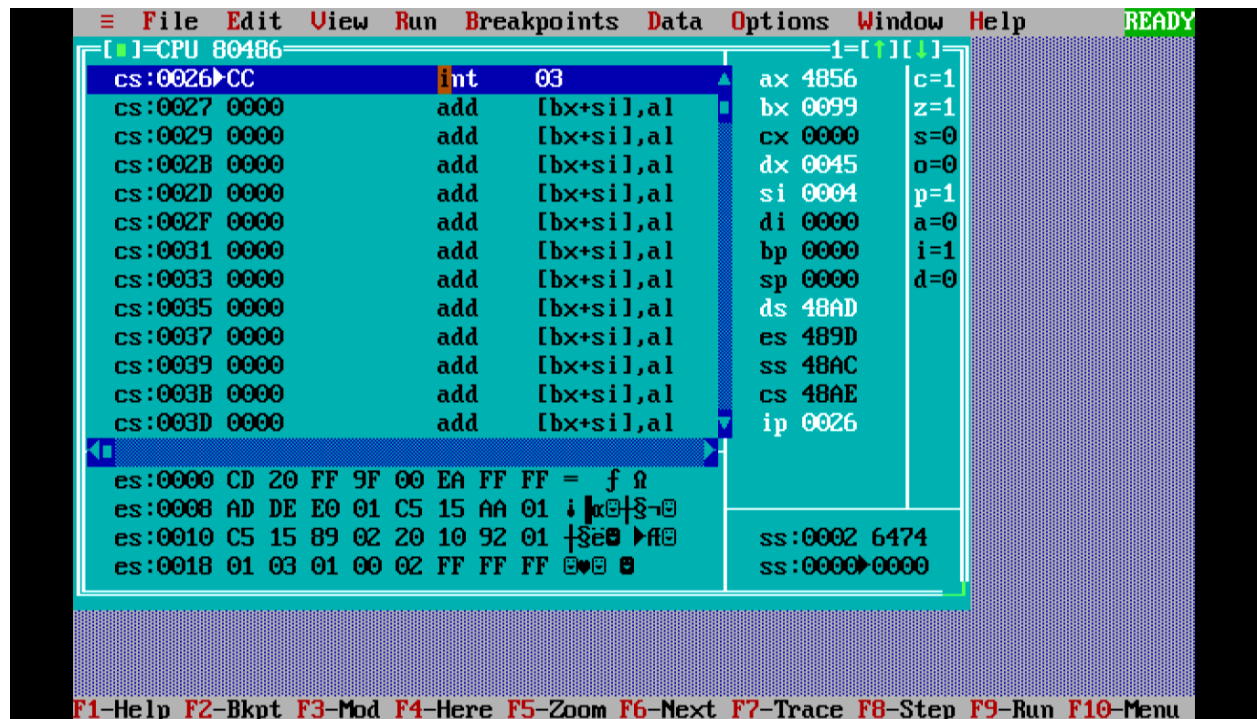 ≡ File Edit View Run Breakpoints Data Options Window Help READY
[■]=CPU 80486 1=[↑][↓]
cs:0026►CC int 03 ax 4856 c=1
cs:0027 0000 add [bx+si],al bx 0099 z=1
cs:0029 0000 add [bx+si],al cx 0000 s=0
cs:002B 0000 add [bx+si],al dx 0045 o=0
cs:002D 0000 add [bx+si],al si 0004 p=1
cs:002F 0000 add [bx+si],al di 0000 a=0
cs:0031 0000 add [bx+si],al bp 0000 i=1
cs:0033 0000 add [bx+si],al sp 0000 d=0
cs:0035 0000 add [bx+si],al ds 48AD
cs:0037 0000 add [bx+si],al es 489D
cs:0039 0000 add [bx+si],al ss 48AC
cs:003B 0000 add [bx+si],al cs 48AE
cs:003D 0000 add [bx+si],al ip 0026
es:0000 CD 20 FF 9F 00 EA FF FF = ƒ Ω
es:0008 AD DE E0 01 C5 15 AA 01 ¡▐α☺┼§¬☺
es:0010 C5 15 89 02 20 10 92 01 ┼§ë☻ ►Æ☺ ss:0002 6474
es:0018 01 03 01 00 02 FF FF FF ☺♥☺ ☻ ss:0000►0000
F1-Help F2-Bkpt F3-Mod F4-Here F5-Zoom F6-Next F7-Trace F8-Step F9-Run F10-Menu